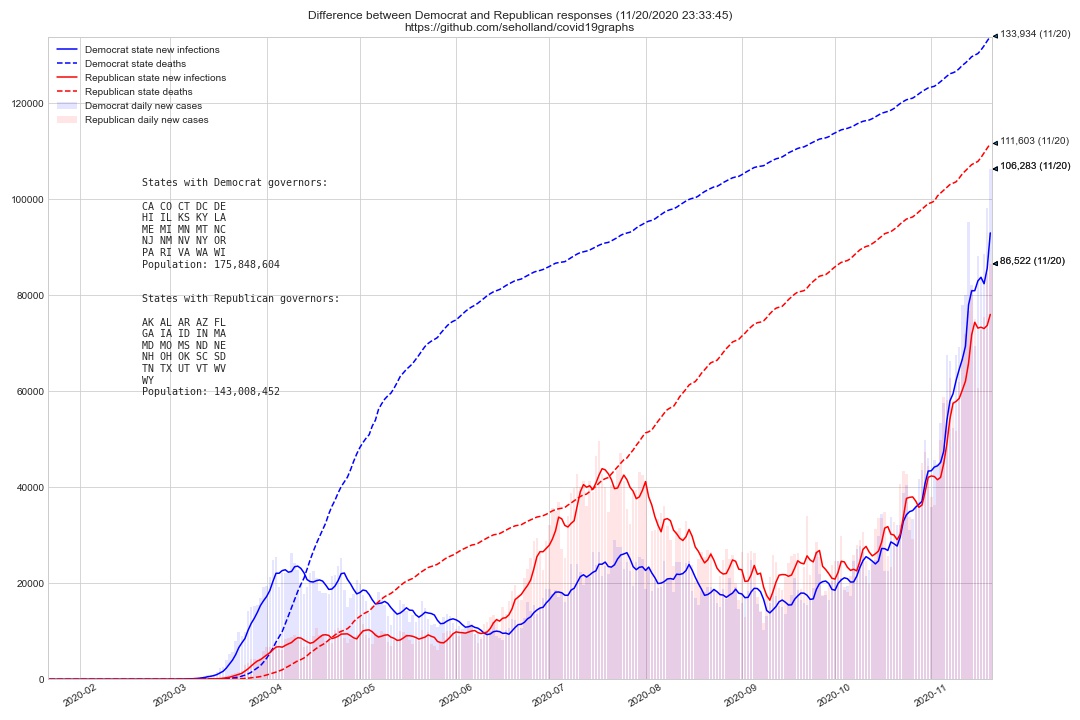 Difference between Democrat and Republican responses (11/20/2020 23:33:45)
https://github.com/seholland/covid19graphs
Democrat state new infections
Democrat state deaths
Republican state new infections
Republican state deaths
Democrat daily new cases
Republican daily new cases
133,934 (11/20)
111,603 (11/20)
106,283 (11/20)
86,522 (11/20)
States with Democrat governors:
CA CO CT DC DE
HI IL KS KY LA
ME MI MN MT NC
NJ NM NV NY OR
PA RI VA WA WI
Population: 175,848,604
States with Republican governors:
AK AL AR AZ FL
GA IA ID IN MA
MD MO MS ND NE
NH OH OK SC SD
TN TX UT VT WV
WY
Population: 143,008,452
120000
100000
80000
60000
40000
20000
0
2020-02
2020-03
2020-04
2020-05
2020-06
2020-07
2020-08
2020-09
2020-10
2020-11